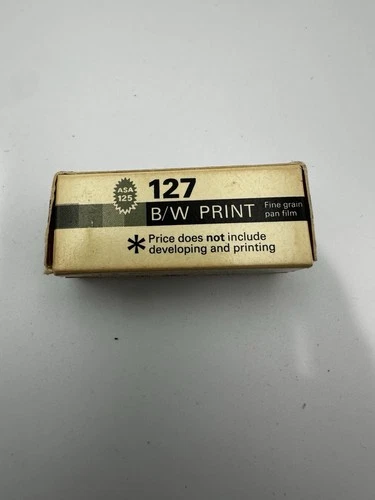 ASA
125
127
B/W PRINT
Fine grain
pan film
* Price does not include
developing and printing